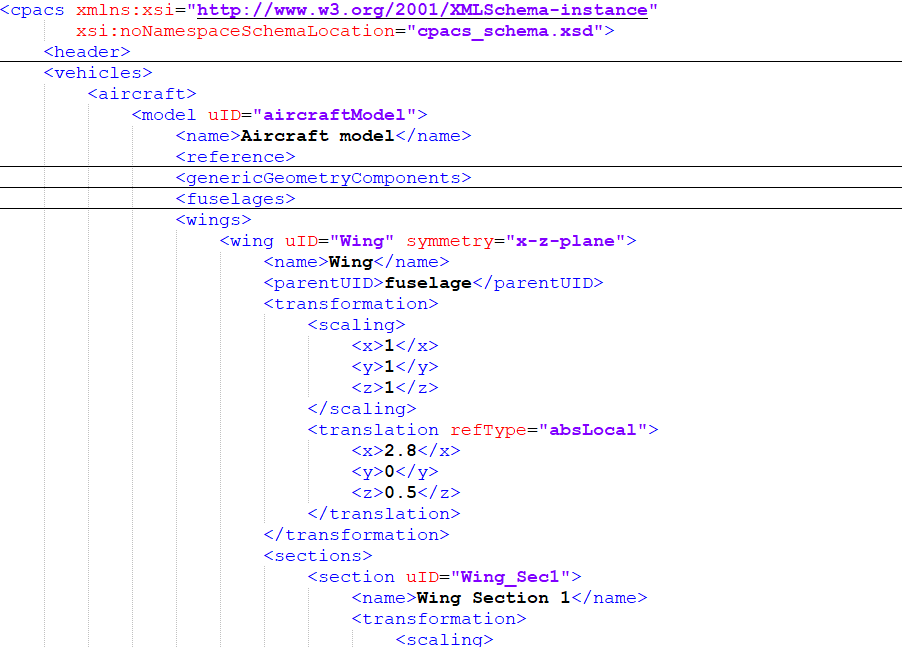 <cpacs xmlns:xsi="http://www.w3.org/2001/XMLSchema-instance"
xsi:noNamespaceSchemaLocation="cpacs_schema.xsd">
<header>
<vehicles>
<aircraft>
<model uID="aircraftModel">
<name>Aircraft model</name>
<reference>
<genericGeometryComponents>
<fuselages>
<wings>
<wing uID="Wing" symmetry="x-z-plane">
<name>Wing</name>
<parentUID>fuselage</parentUID>
<transformation>
<scaling>
<x>1</x>
<y>1</y>
<z>1</z>
</scaling>
<translation refType="absLocal">
<x>2.8</x>
<y>0</y>
<z>0.5</z>
</translation>
</transformation>
<sections>
<section uID="Wing_Sec1">
<name>Wing Section 1</name>
<transformation>
<scaling>